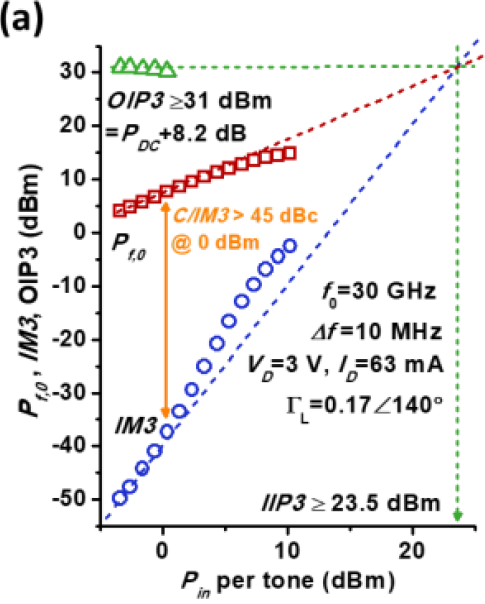 (a)
OIP3 ≥31 dBm
=P_DC+8.2 dB
C/IM3 > 45 dBc
@ 0 dBm
P_f,0
f_0=30 GHz
Δf=10 MHz
V_D=3 V, I_D=63 mA
Γ_L=0.17∠140°
IM3
IIP3 ≥ 23.5 dBm
P_f,0, IM3, OIP3 (dBm)
30
20
10
0
-10
-20
-30
-40
-50
0
10
20
P_in per tone (dBm)